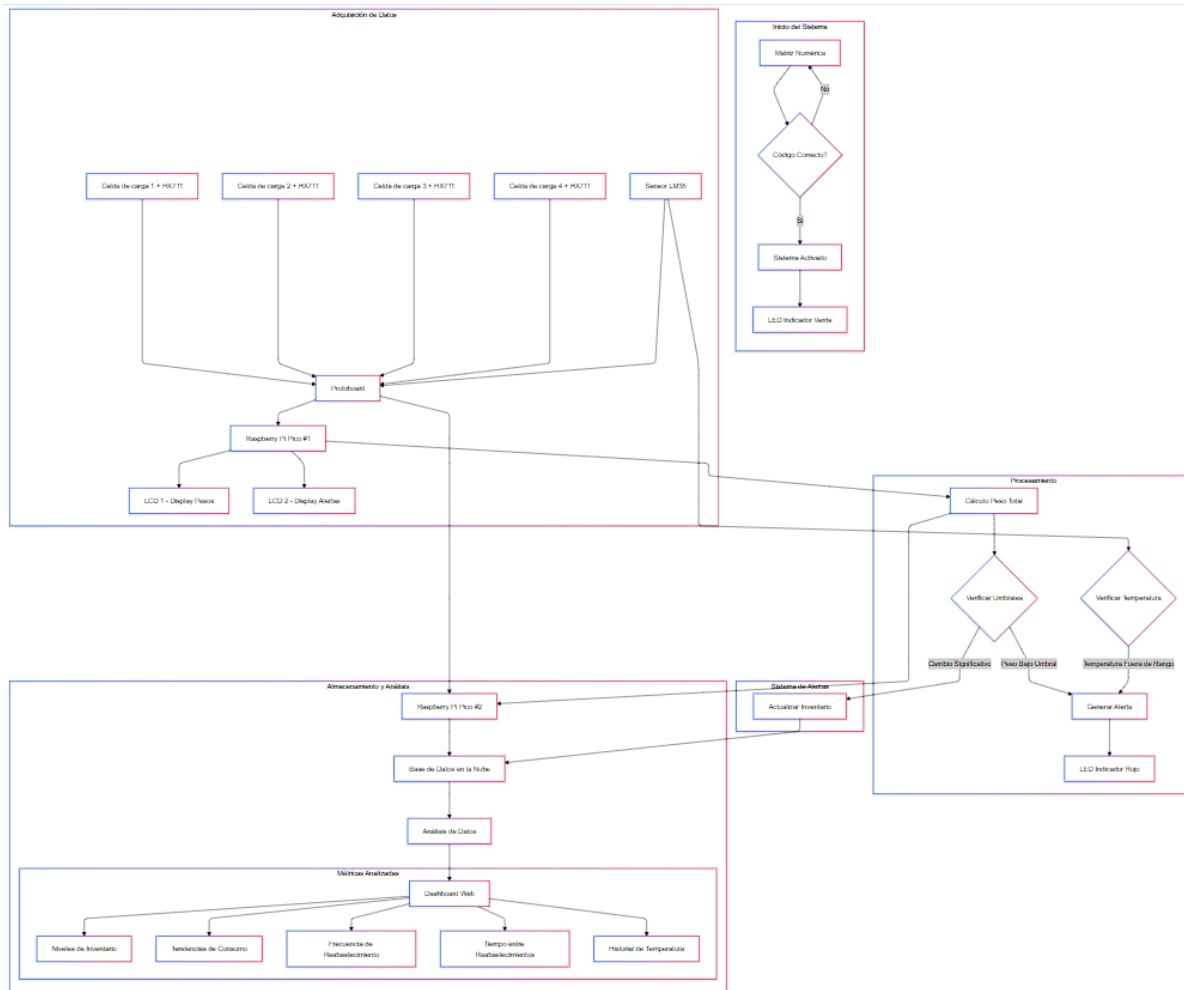 Adquisición de Datos
Inicio del Sistema
Matriz Numérica
No
Código Correcto?
Celda de carga 1 + HX711
Celda de carga 2 + HX711
Celda de carga 3 + HX711
Celda de carga 4 + HX711
Sensor LM35
Sí
Sistema Activado
LED Indicador Verde
Protoboard
Raspberry Pi Pico #1
LCD 1 - Display Pesos
LCD 2 - Display Alertas
Procesamiento
Cálculo Peso Total
Verificar Umbrales
Verificar Temperatura
Cambio Significativo
Peso Bajo Umbral
Temperatura Fuera de Rango
Almacenamiento y Análisis
Sistema de Alertas
Raspberry Pi Pico #2
Actualizar Inventario
Generar Alerta
Base de Datos en la Nube
LED Indicador Rojo
Análisis de Datos
Métricas Analizadas
Dashboard Web
Niveles de Inventario
Tendencias de Consumo
Frecuencia de
Reabastecimiento
Tiempo entre
Reabastecimientos
Historial de Temperatura